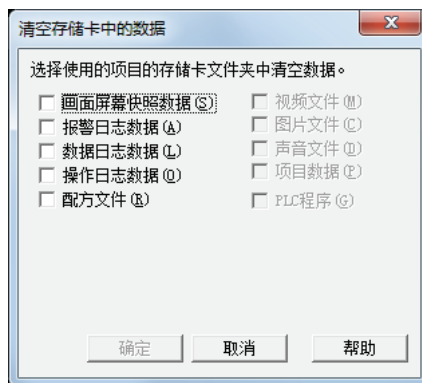 清空存储卡中的数据
选择使用的项目的存储卡文件夹中清空数据。
画面屏幕快照数据(S)
报警日志数据(A)
数据日志数据(L)
操作日志数据(O)
配方文件(R)
视频文件(M)
图片文件(C)
声音文件(D)
项目数据(P)
PLC程序(G)
确定
取消
帮助